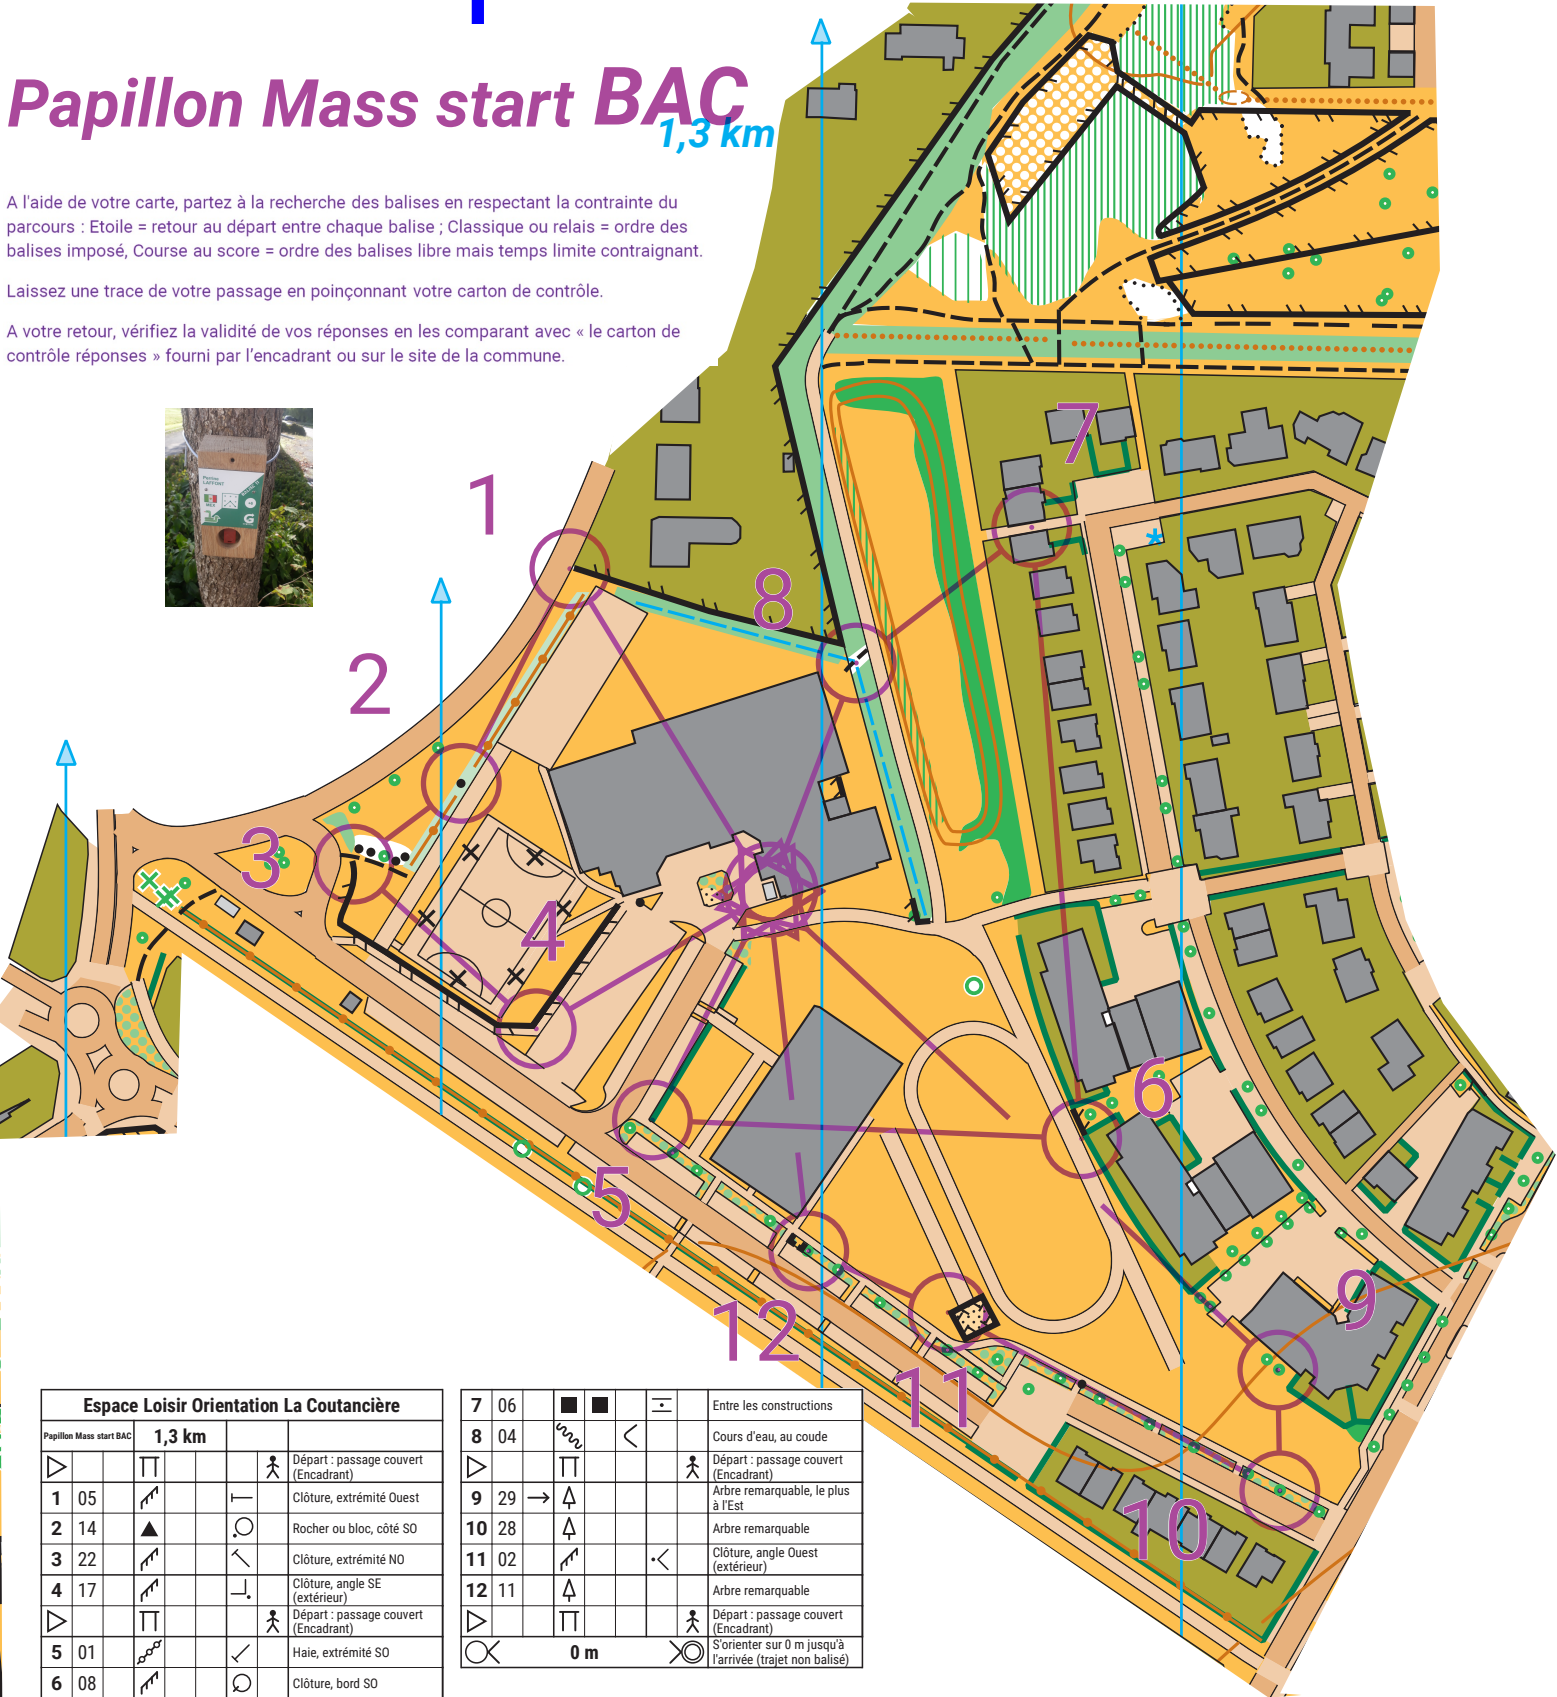 Papillon Mass start BAC
1,3 km
A l'aide de votre carte, partez à la recherche des balises en respectant la contrainte du
parcours : Etoile = retour au départ entre chaque balise ; Classique ou relais = ordre des
balises imposé, Course au score = ordre des balises libre mais temps limite contraignant.
Laissez une trace de votre passage en poinçonnant votre carton de contrôle.
A votre retour, vérifiez la validité de vos réponses en les comparant avec « le carton de
contrôle réponses » fourni par l'encadrant ou sur le site de la commune.
7
1
8
2
3
4
6
5
9
12
11
10
Espace Loisir Orientation La Coutancière
Papillon Mass start BAC 1,3 km
Départ : passage couvert
(Encadrant)
1 05 Clôture, extrémité Ouest
2 14 Rocher ou bloc, côté SO
3 22 Clôture, extrémité NO
4 17 Clôture, angle SE
(extérieur)
Départ : passage couvert
(Encadrant)
5 01 Haie, extrémité SO
6 08 Clôture, bord SO
7 06 Entre les constructions
8 04 Cours d'eau, au coude
Départ : passage couvert
(Encadrant)
9 29 Arbre remarquable, le plus
à l'Est
10 28 Arbre remarquable
11 02 Clôture, angle Ouest
(extérieur)
12 11 Arbre remarquable
Départ : passage couvert
(Encadrant)
0 m S'orienter sur 0 m jusqu'à
l'arrivée (trajet non balisé)